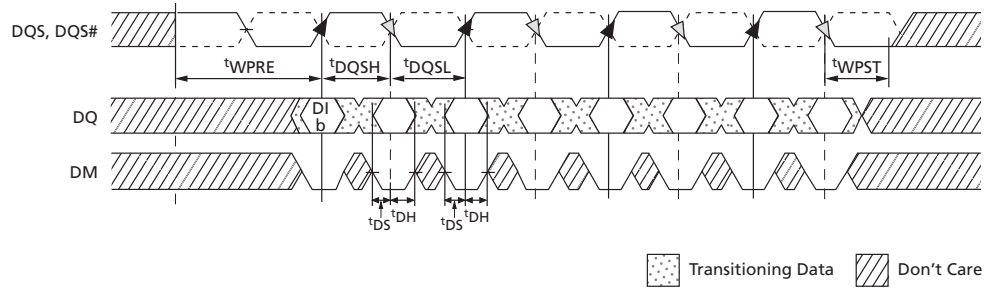 DQS, DQS#
tWPRE tDQSH tDQSL tWPST
DQ
DI
b
DM
tDS tDH tDS tDH
Transitioning Data Don't Care